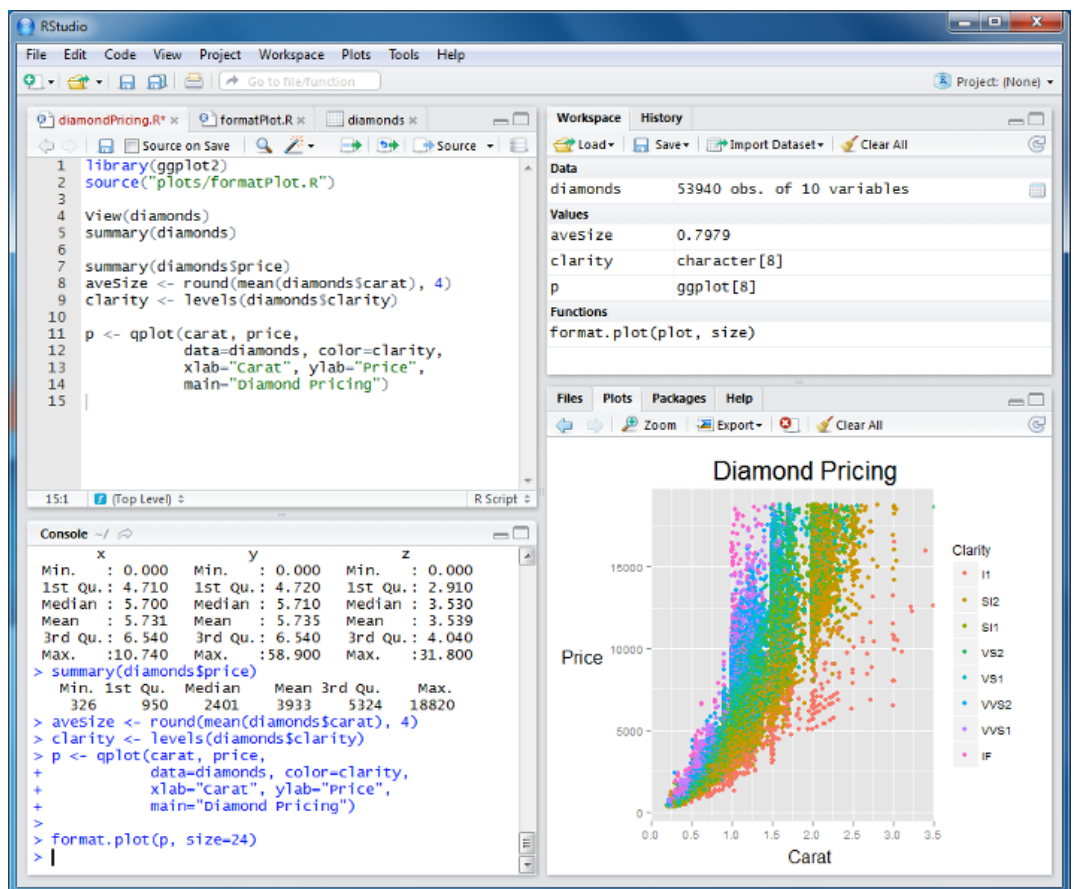 RStudio
File Edit Code View Project Workspace Plots Tools Help
Go to file/function
Project: (None)
diamondPricing.R*
formatPlot.R
diamonds
Source on Save
Source
1 library(ggplot2)
2 source("plots/formatPlot.R")
3
4 View(diamonds)
5 summary(diamonds)
6
7 summary(diamonds$price)
8 aveSize <- round(mean(diamonds$carat), 4)
9 clarity <- levels(diamonds$clarity)
10
11 p <- qplot(carat, price,
12 data=diamonds, color=clarity,
13 xlab="Carat", ylab="Price",
14 main="Diamond Pricing")
15
15:1 (Top Level) R Script
Console ~/
x y z
Min. : 0.000 Min. : 0.000 Min. : 0.000
1st Qu.: 4.710 1st Qu.: 4.720 1st Qu.: 2.910
Median : 5.700 Median : 5.710 Median : 3.530
Mean : 5.731 Mean : 5.735 Mean : 3.539
3rd Qu.: 6.540 3rd Qu.: 6.540 3rd Qu.: 4.040
Max. :10.740 Max. :58.900 Max. :31.800
> summary(diamonds$price)
Min. 1st Qu. Median Mean 3rd Qu. Max.
326 950 2401 3933 5324 18820
> aveSize <- round(mean(diamonds$carat), 4)
> clarity <- levels(diamonds$clarity)
> p <- qplot(carat, price,
+ data=diamonds, color=clarity,
+ xlab="Carat", ylab="Price",
+ main="Diamond Pricing")
>
> format.plot(p, size=24)
>
Workspace History
Load Save Import Dataset Clear All
Data
diamonds 53940 obs. of 10 variables
Values
aveSize 0.7979
clarity character[8]
p ggplot[8]
Functions
format.plot(plot, size)
Files Plots Packages Help
Zoom Export Clear All
Diamond Pricing
Price
15000
10000
5000
0
0.0 0.5 1.0 1.5 2.0 2.5 3.0 3.5
Carat
Clarity
I1
SI2
SI1
VS2
VS1
VVS2
VVS1
IF